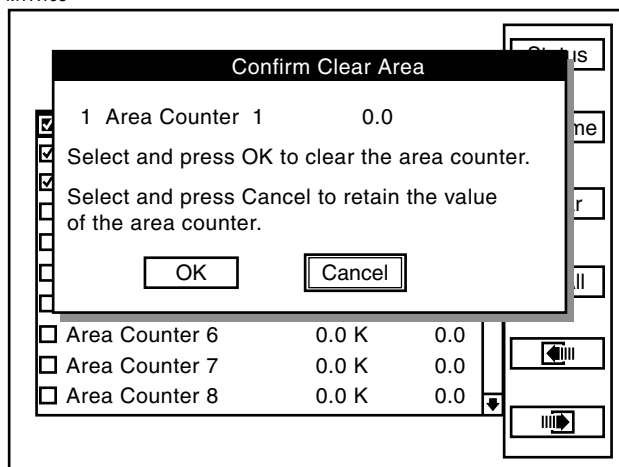 Confirm Clear Area
1 Area Counter 1 0.0
Select and press OK to clear the area counter.
Select and press Cancel to retain the value
of the area counter.
OK Cancel
Area Counter 6 0.0 K 0.0
Area Counter 7 0.0 K 0.0
Area Counter 8 0.0 K 0.0